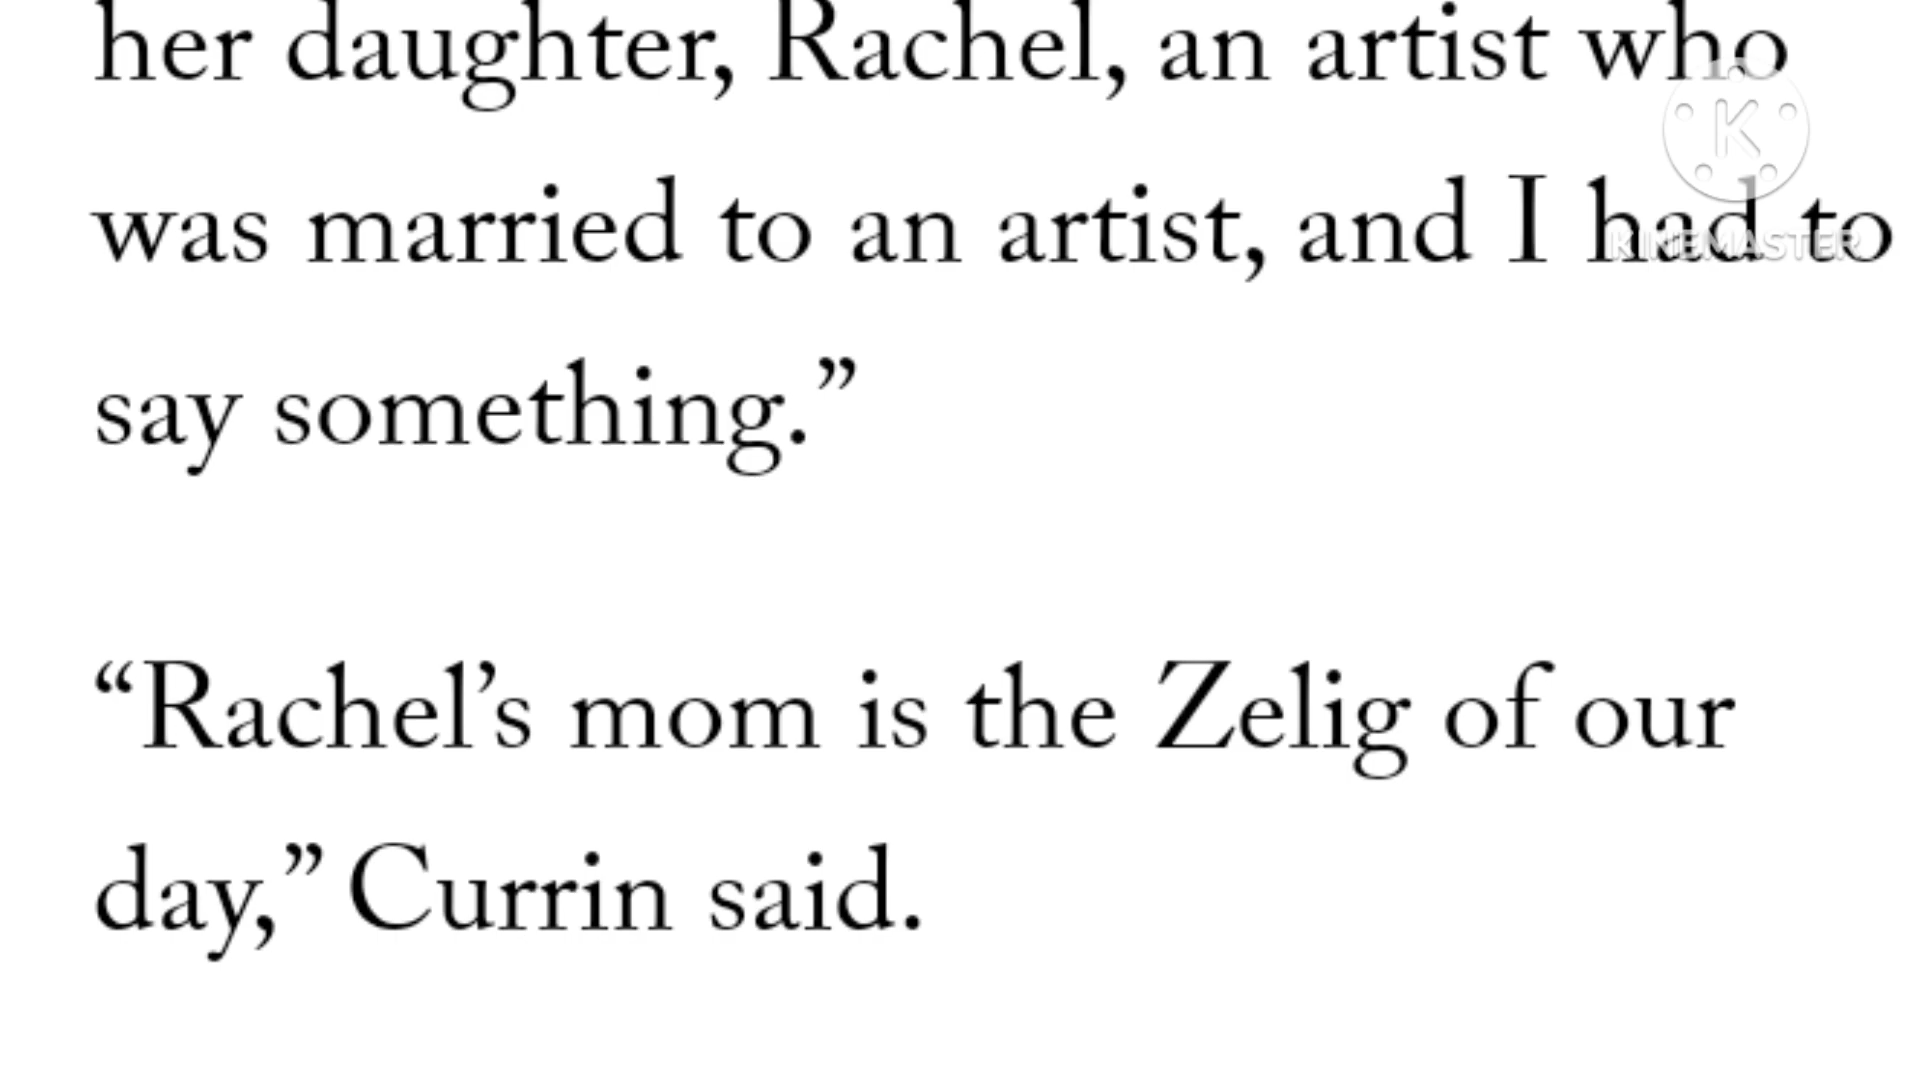 her daughter, Rachel, an artist who
was married to an artist, and I had to
say something.”
“Rachel’s mom is the Zelig of our
day,” Currin said.
K
KINEMASTER